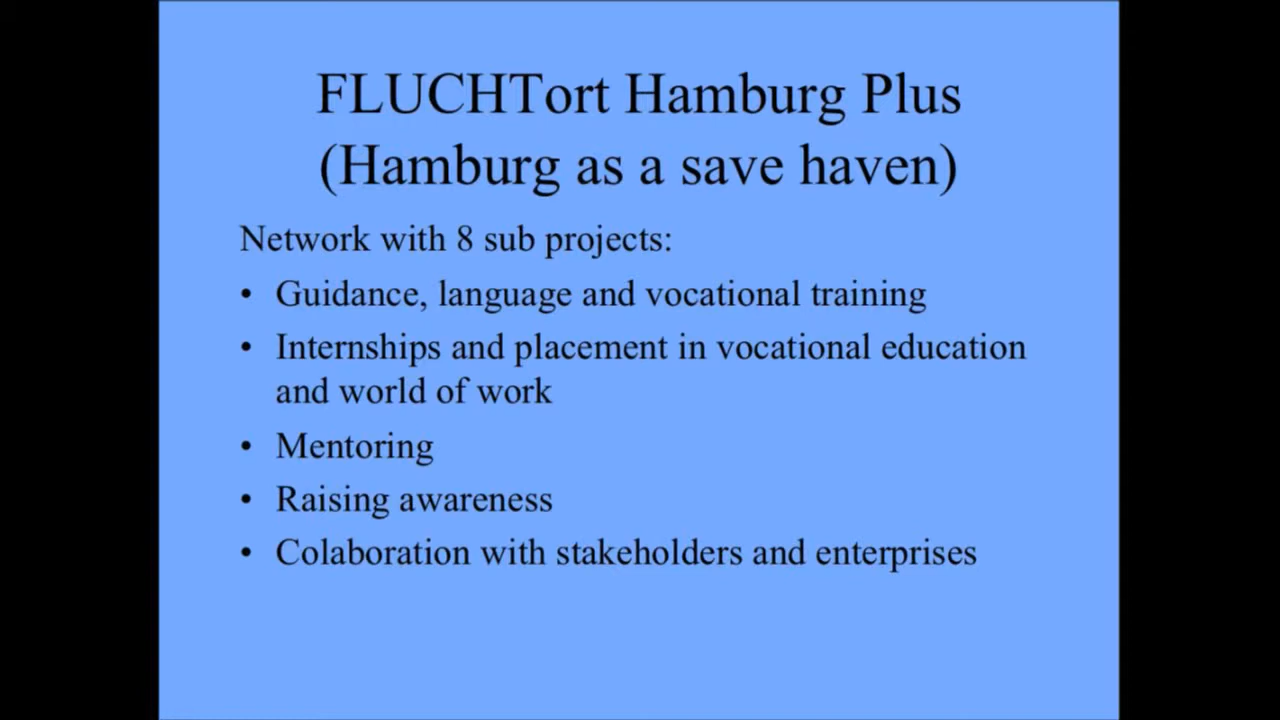 FLUCHTort Hamburg Plus
(Hamburg as a save haven)
Network with 8 sub projects:
• Guidance, language and vocational training
• Internships and placement in vocational education
and world of work
• Mentoring
• Raising awareness
• Colaboration with stakeholders and enterprises